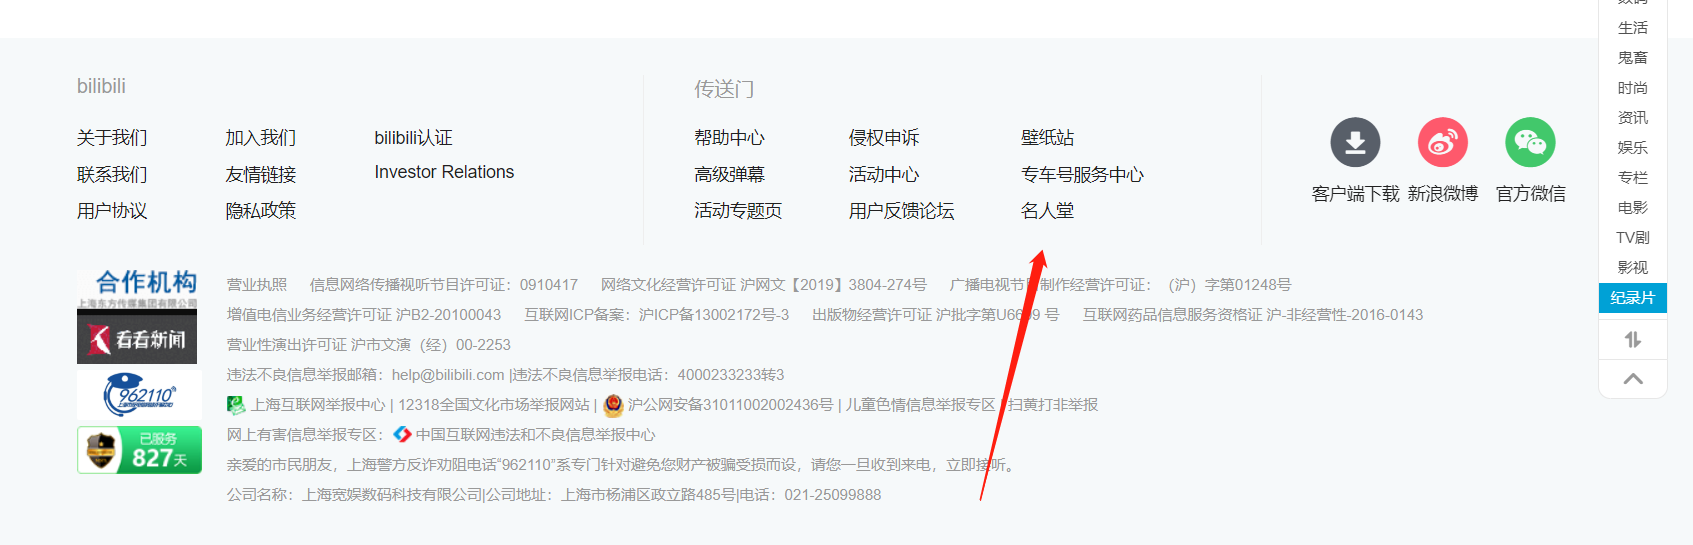 bilibili
关于我们 加入我们 bilibili认证
联系我们 友情链接 Investor Relations
用户协议 隐私政策
传送门
帮助中心 侵权申诉 壁纸站
高级弹幕 活动中心 专车号服务中心
活动专题页 用户反馈论坛 名人堂
客户端下载 新浪微博 官方微信
合作机构
上海东方传媒集团有限公司
看看新闻
962110
已服务
827天
营业执照 信息网络传播视听节目许可证：0910417 网络文化经营许可证 沪网文【2019】3804-274号 广播电视节目制作经营许可证：（沪）字第01248号
增值电信业务经营许可证 沪B2-20100043 互联网ICP备案：沪ICP备13002172号-3 出版物经营许可证 沪批字第U6699 号 互联网药品信息服务资格证 沪-非经营性-2016-0143
营业性演出许可证 沪市文演（经）00-2253
违法不良信息举报邮箱：help@bilibili.com |违法不良信息举报电话：4000233233转3
上海互联网举报中心 | 12318全国文化市场举报网站 | 沪公网安备31011002002436号 | 儿童色情信息举报专区 | 扫黄打非举报
网上有害信息举报专区： 中国互联网违法和不良信息举报中心
亲爱的市民朋友，上海警方反诈劝阻电话“962110”系专门针对避免您财产被骗受损而设，请您一旦收到来电，立即接听。
公司名称：上海宽娱数码科技有限公司|公司地址：上海市杨浦区政立路485号|电话：021-25099888
数码
生活
鬼畜
时尚
资讯
娱乐
专栏
电影
TV剧
影视
纪录片